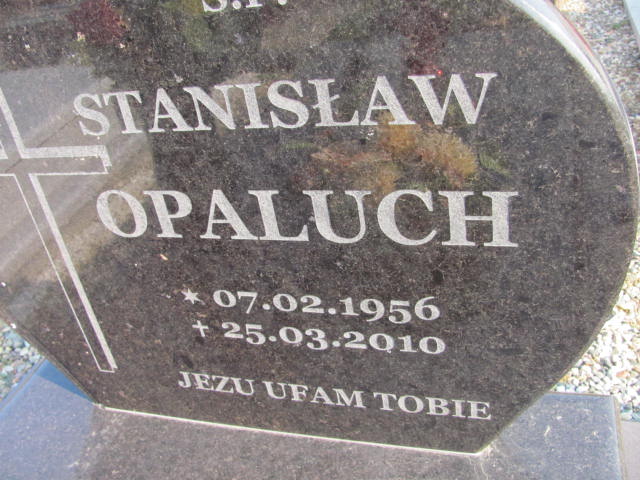 STANISŁAW
OPALUCH
* 07.02.1956
+ 25.03.2010
JEZU UFAM TOBIE